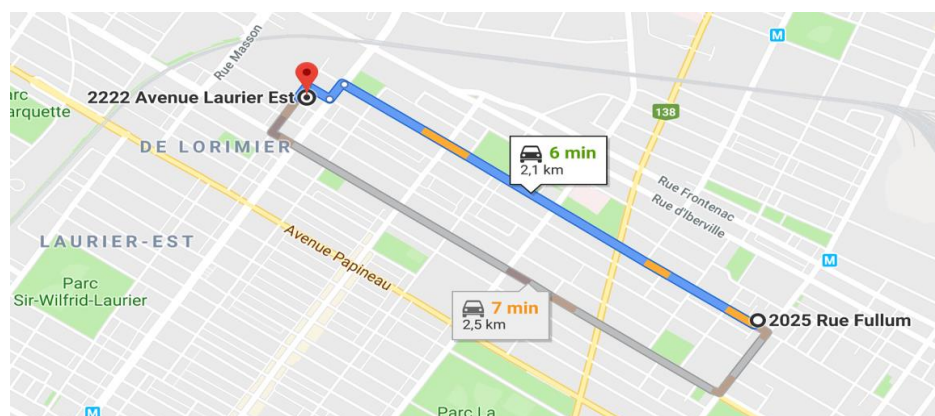 M
Rue Masson
2222 Avenue Laurier Est
arc
arquette
138
DE LORIMIER
6 min
2,1 km
Rue Frontenac
Rue d'Iberville
LAURIER-EST
Avenue Papineau
M
Parc
Sir-Wilfrid-Laurier
7 min
2,5 km
2025 Rue Fullum
M
Parc La